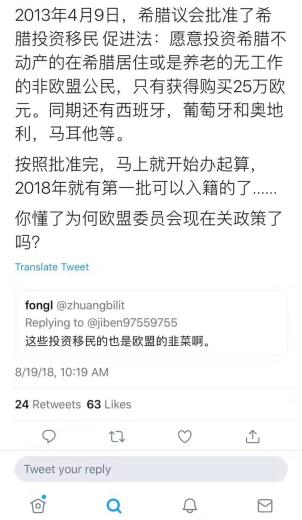 2013年4月9日，希腊议会批准了希
腊投资移民 促进法：愿意投资希腊不
动产的在希腊居住或是养老的无工作
的非欧盟公民，只有获得购买25万欧
元。同期还有西班牙，葡萄牙和奥地
利，马耳他等。
按照批准完，马上就开始办起算，
2018年就有第一批可以入籍的了......
你懂了为何欧盟委员会现在关政策了
吗？
Translate Tweet
fongl @zhuangbilit
Replying to @jiben97559755
这些投资移民的也是欧盟的韭菜啊。
8/19/18, 10:19 AM
24 Retweets 63 Likes
Tweet your reply